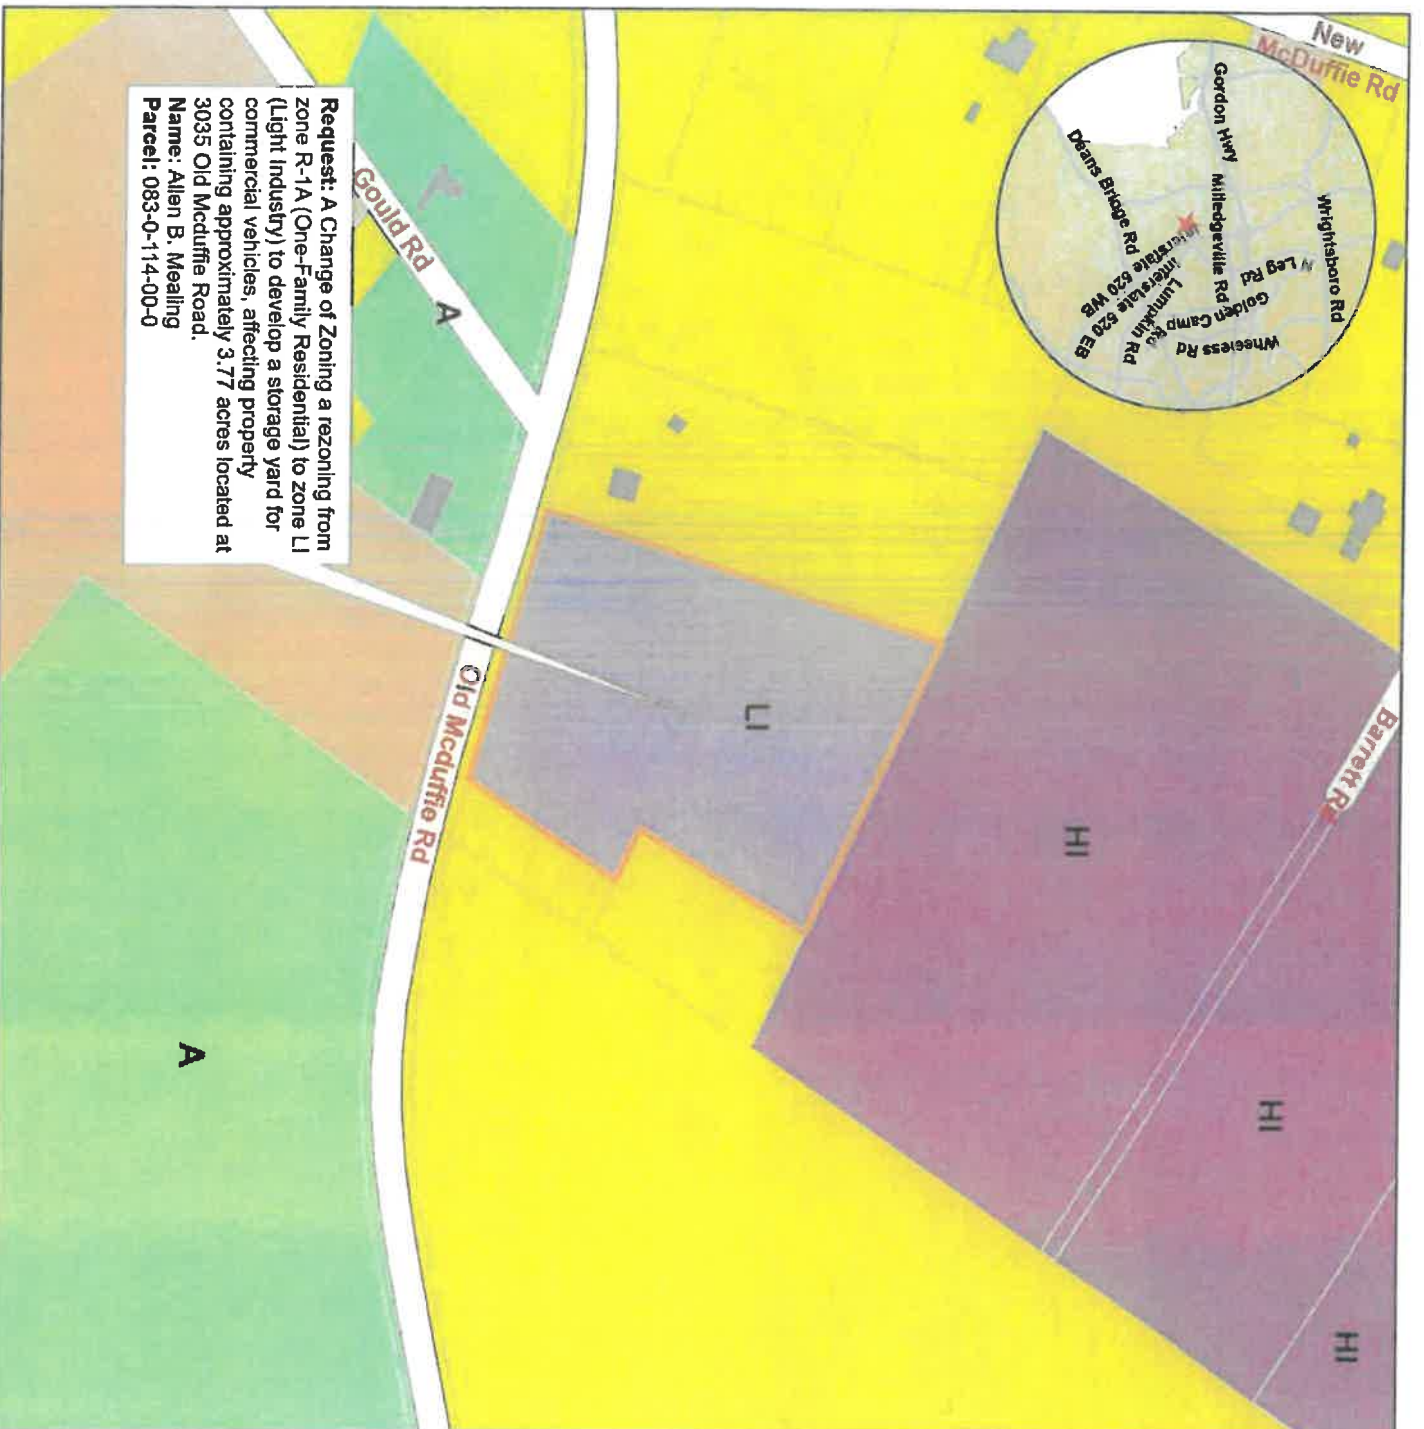 New
McDuffie Rd
Wrightsboro Rd
N Leg Rd
Gordon Hwy
Milledgeville Rd
Golden Camp
Wheeless Rd
Deans Bridge Rd
Interstate 520 WB
Interstate 520 EB
Lumpkin Rd
Rd
Barrett Rd
HI
HI
HI
LI
Gould Rd
A
Old Mcduffie Rd
A
Request: A Change of Zoning a rezoning from
zone R-1A (One-Family Residential) to zone LI
(Light Industry) to develop a storage yard for
commercial vehicles, affecting property
containing approximately 3.77 acres located at
3035 Old Mcduffie Road.
Name: Allen B. Mealing
Parcel: 083-0-114-00-0